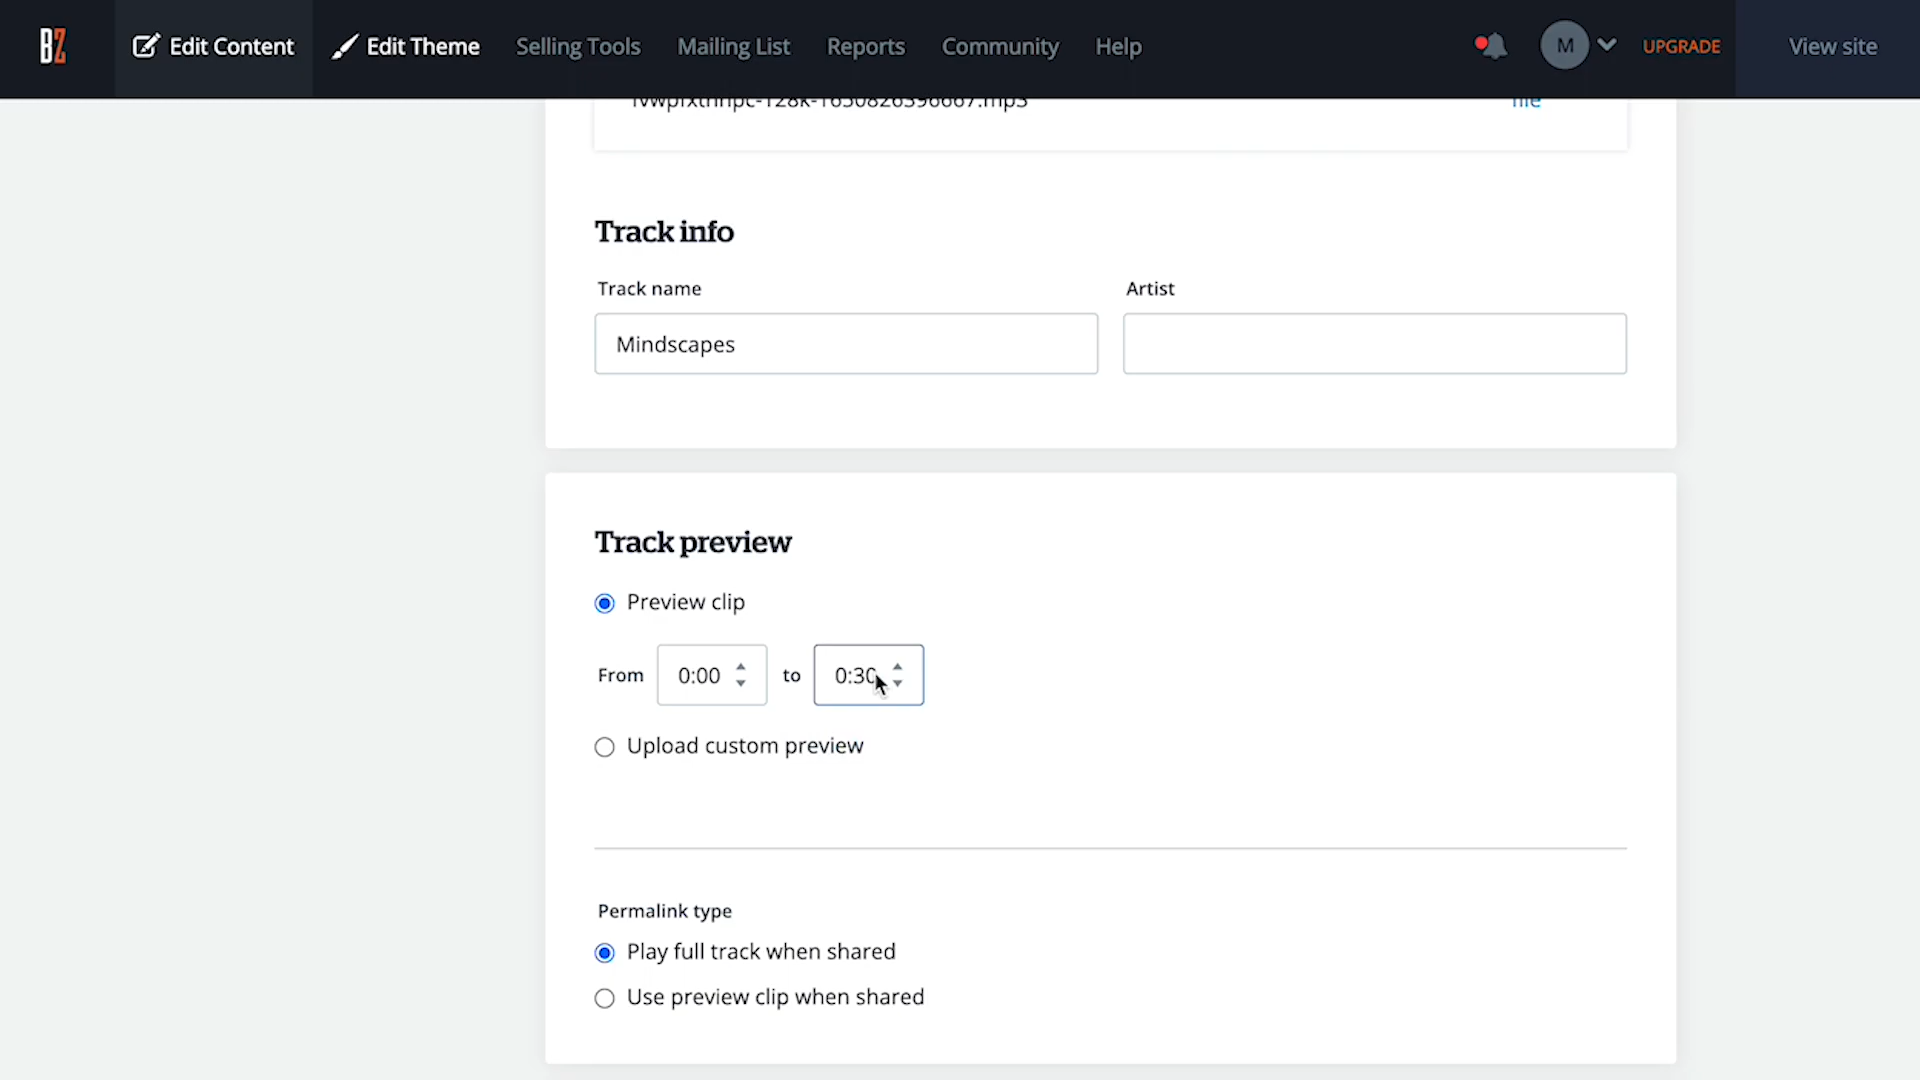 BZ
Edit Content
Edit Theme
Selling Tools
Mailing List
Reports
Community
Help
M
UPGRADE
View site
file
Track info
Track name
Artist
Mindscapes
Track preview
Preview clip
From 0:00 to 0:30
Upload custom preview
Permalink type
Play full track when shared
Use preview clip when shared